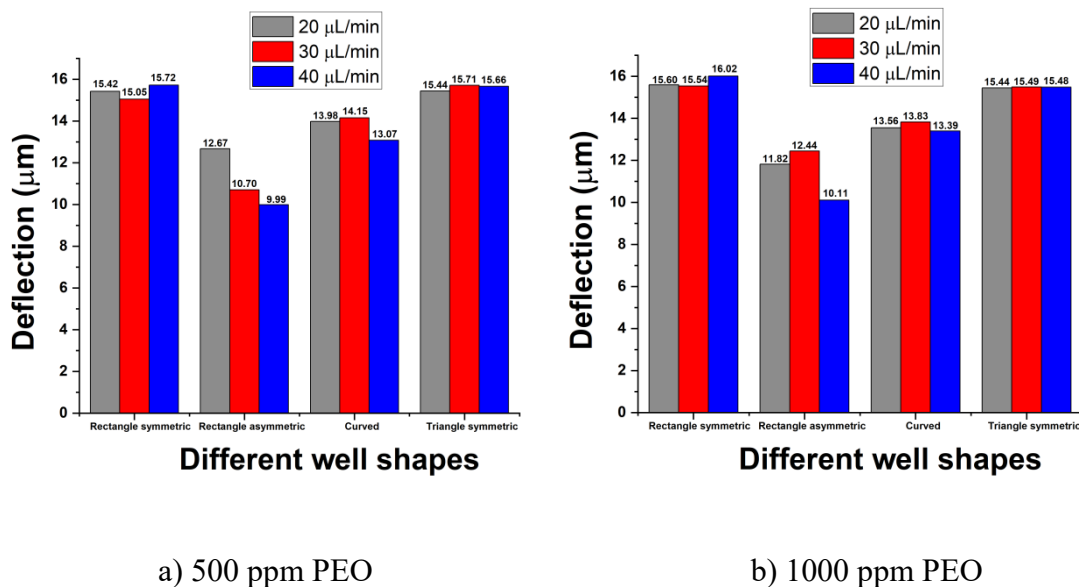 20 μL/min
30 μL/min
40 μL/min
Deflection (μm)
16
14
12
10
8
6
4
2
0
15.42
15.05
15.72
12.67
10.70
9.99
13.98
14.15
13.07
15.44
15.71
15.66
Rectangle symmetric
Rectangle asymmetric
Curved
Triangle symmetric
Different well shapes
a) 500 ppm PEO
20 μL/min
30 μL/min
40 μL/min
Deflection (μm)
16
14
12
10
8
6
4
2
0
15.60
15.54
16.02
11.82
12.44
10.11
13.56
13.83
13.39
15.44
15.49
15.48
Rectangle symmetric
Rectangle asymmetric
Curved
Triangle symmetric
Different well shapes
b) 1000 ppm PEO